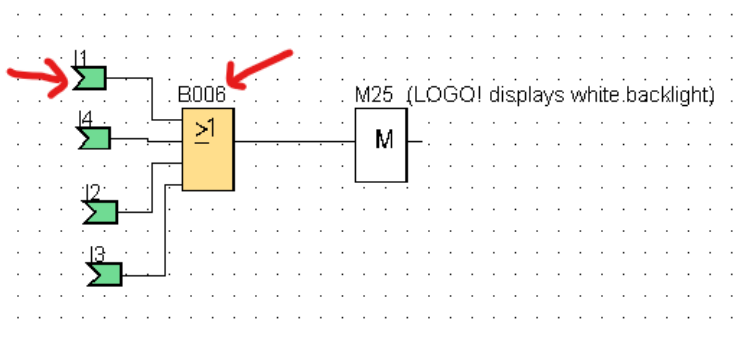 I1
B006
M25 (LOGO! displays white.backlight)
I4
≥1
M
I2
I3